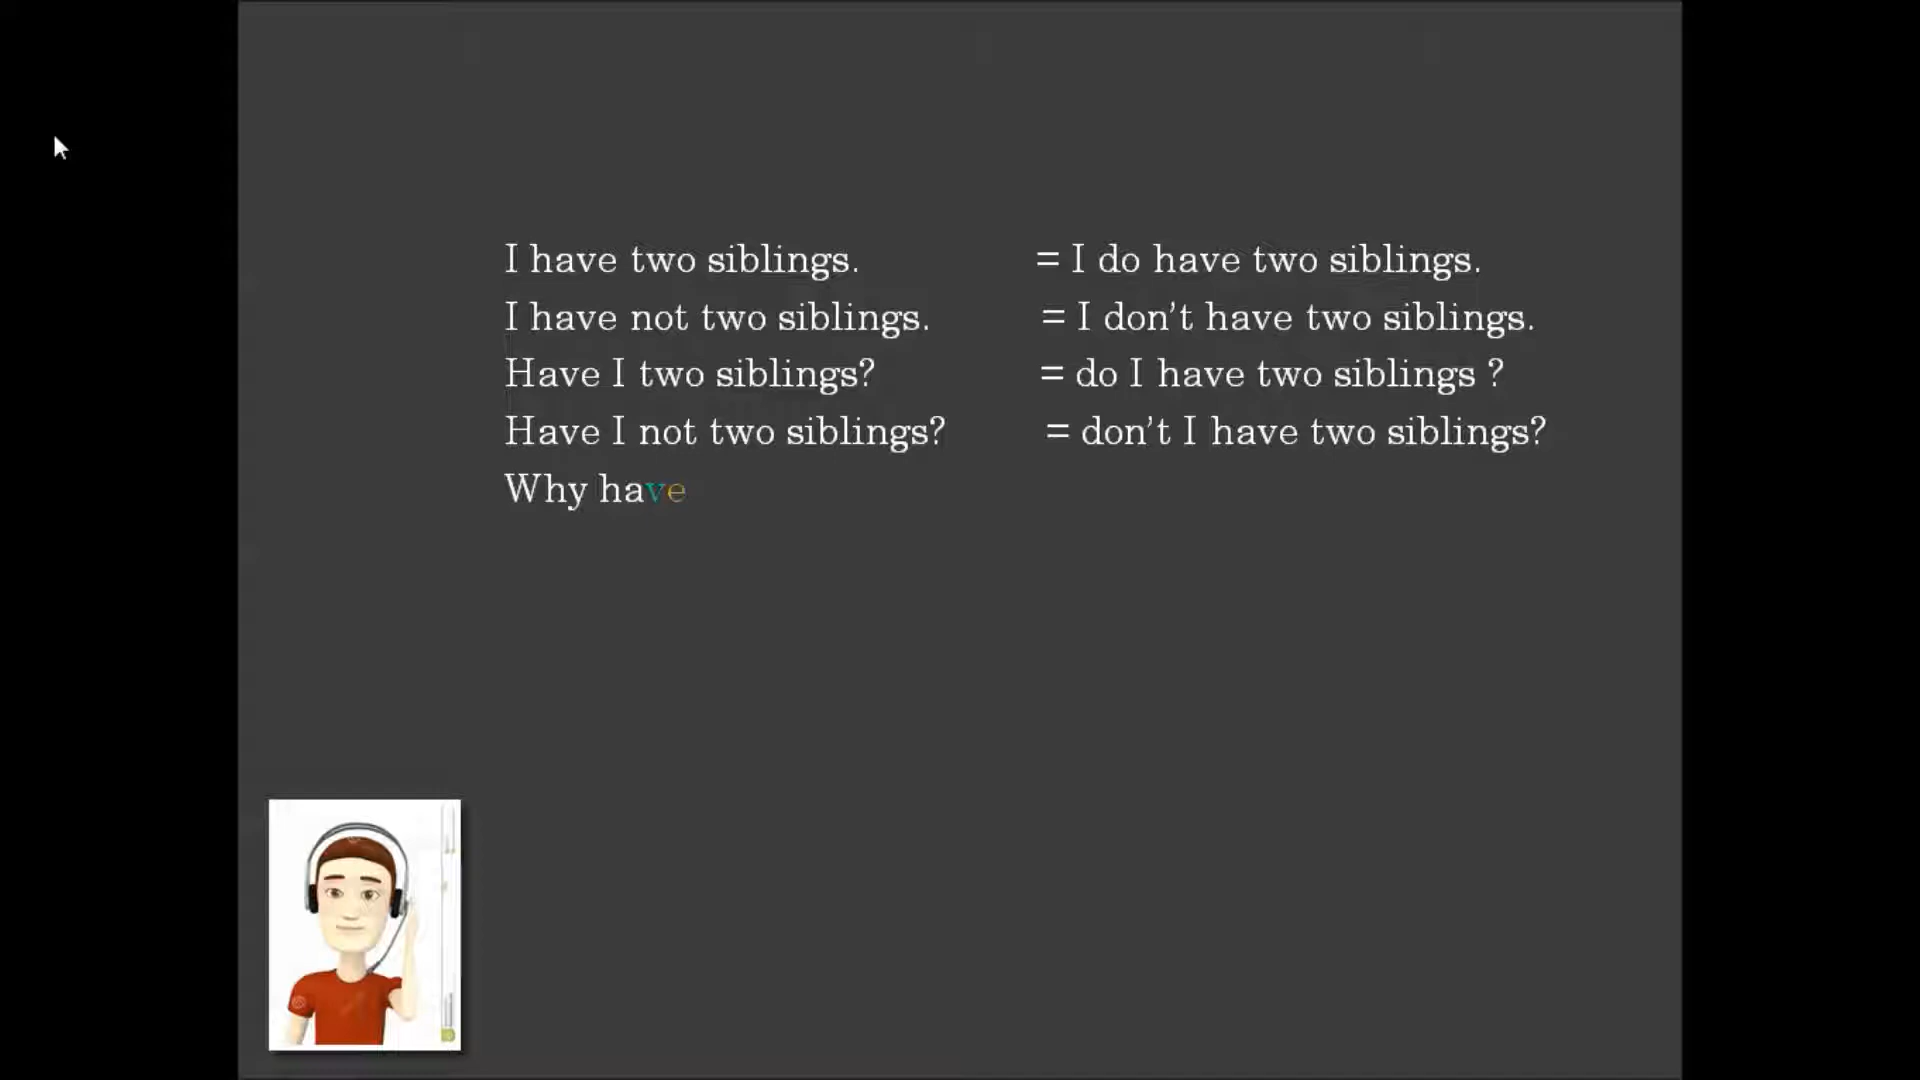 I have two siblings. = I do have two siblings.
I have not two siblings. = I don't have two siblings.
Have I two siblings? = do I have two siblings ?
Have I not two siblings? = don't I have two siblings?
Why have